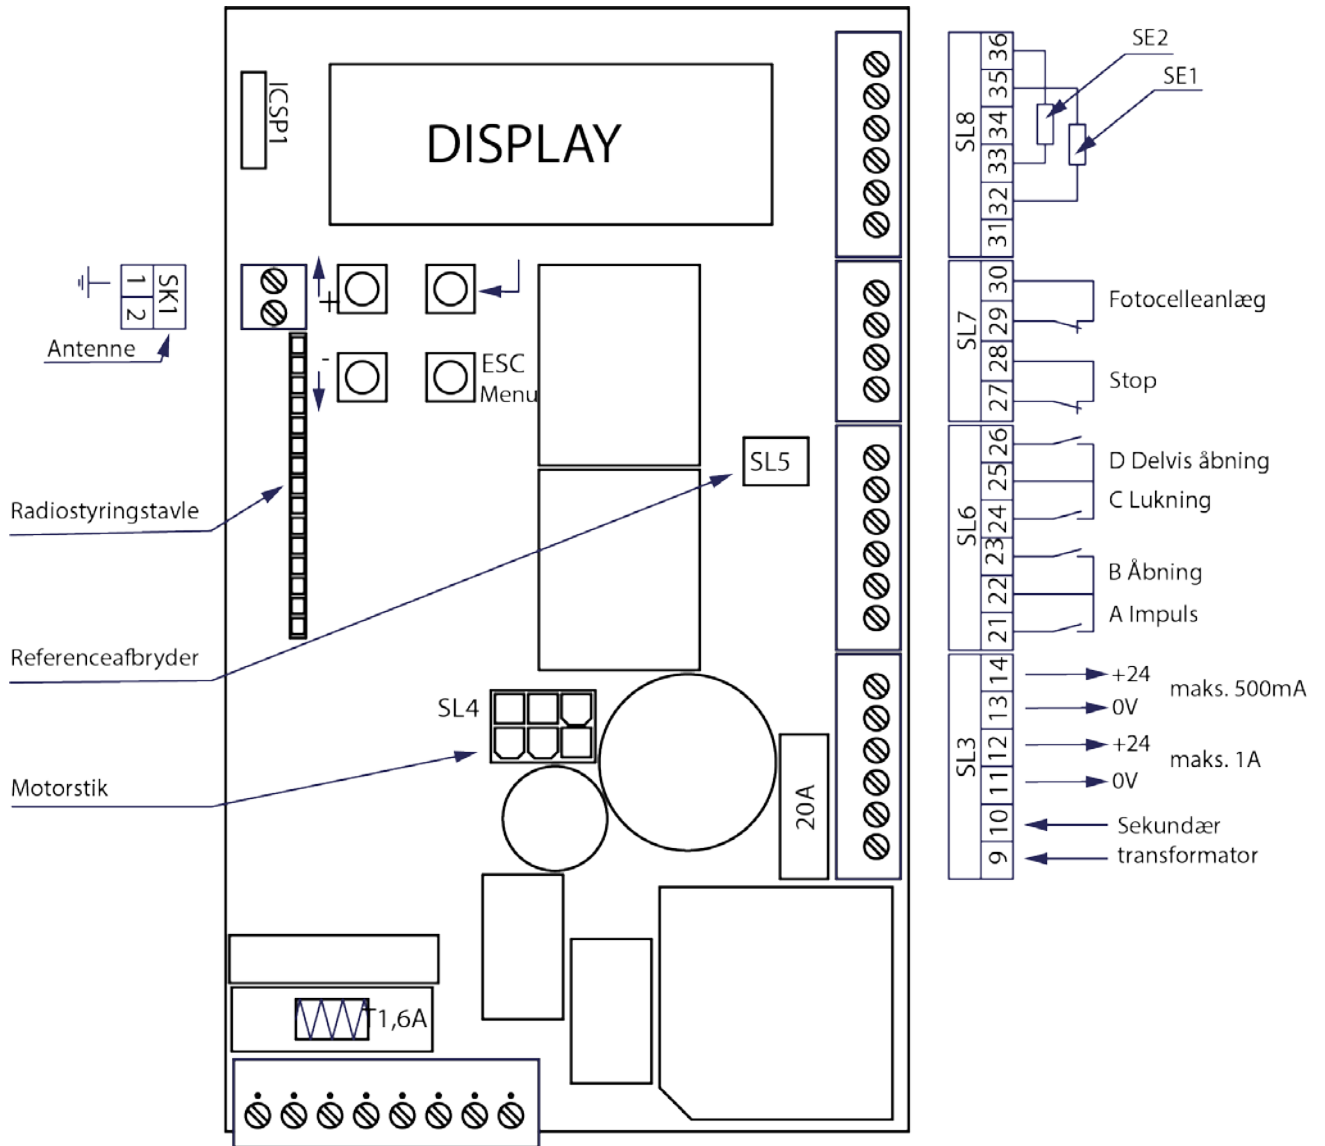 ICSP1
DISPLAY
SL8
36
35
34
33
32
31
SE2
SE1
SK1
1
2
Antenne
+
-
ESC
Menu
SL7
30
29
28
27
Fotocelleanlæg
Stop
SL5
SL6
26
25
24
23
22
21
D Delvis åbning
C Lukning
B Åbning
A Impuls
Radiostyringstavle
Referenceafbryder
SL4
Motorstik
SL3
14
13
12
11
10
9
+24
0V
maks. 500mA
+24
0V
maks. 1A
Sekundær
transformator
20A
T1,6A